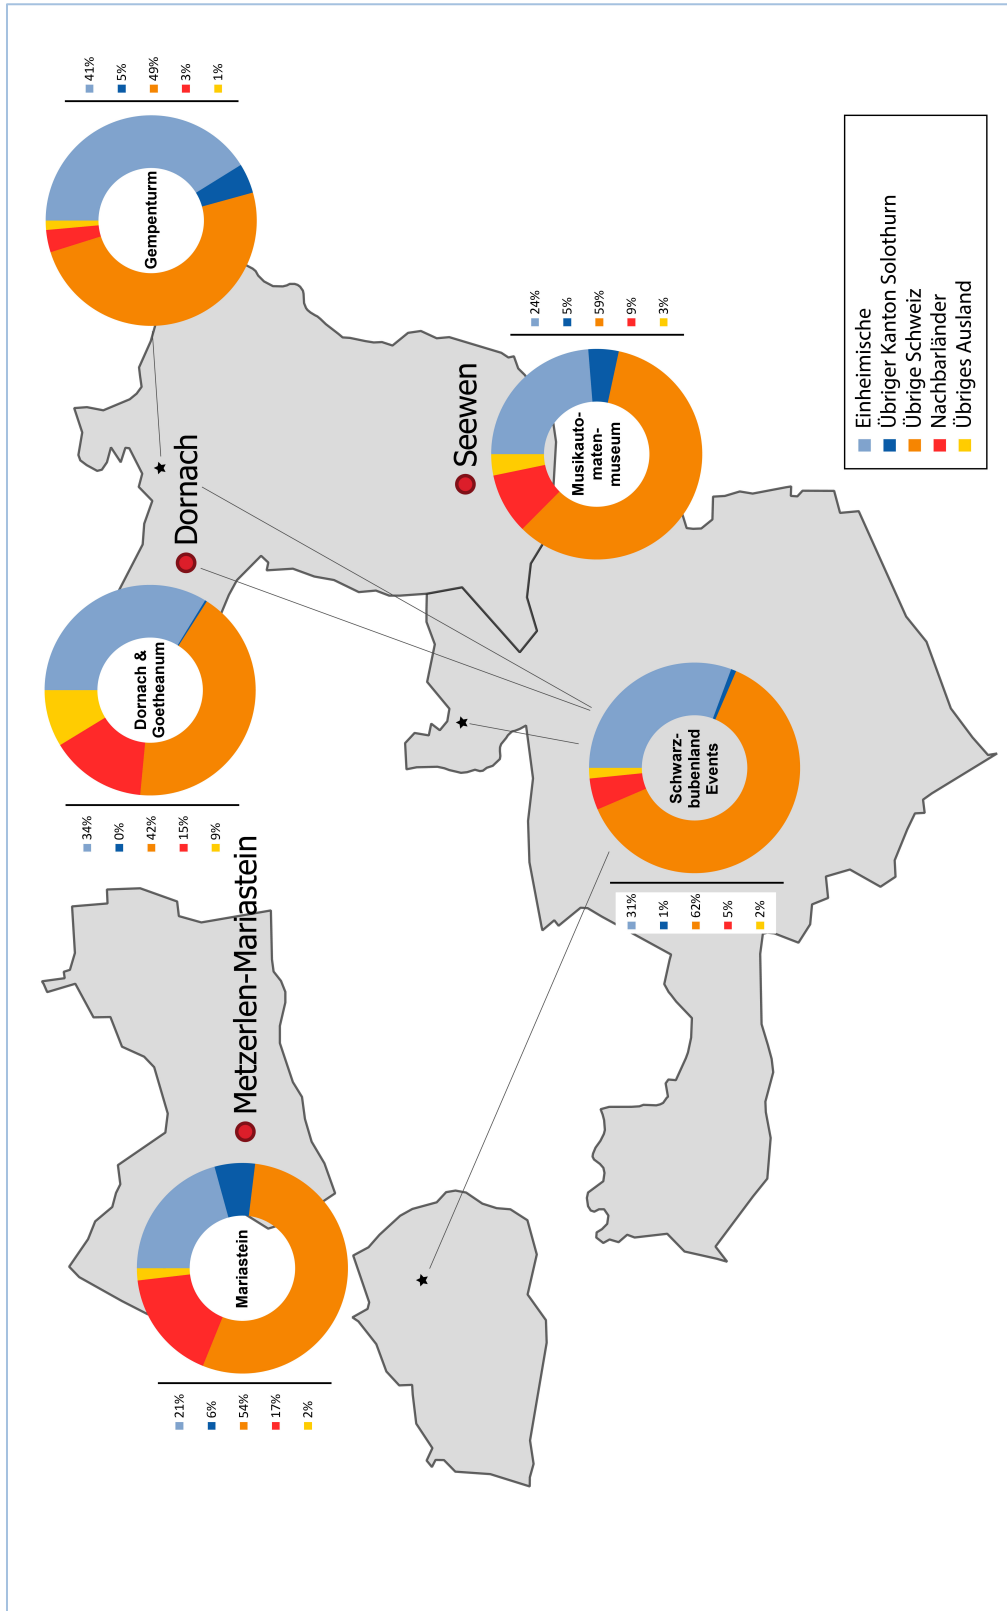 Metzerlen-Mariastein
Mariastein
21%
6%
54%
17%
2%
Dornach
Dornach &
Goetheanum
34%
0%
42%
15%
9%
Gempenturm
41%
5%
49%
3%
1%
Seewen
Musikauto-
maten-
museum
24%
5%
59%
9%
3%
Schwarz-
bubenland
Events
31%
1%
62%
5%
2%
Einheimische
Übriger Kanton Solothurn
Übrige Schweiz
Nachbarländer
Übriges Ausland